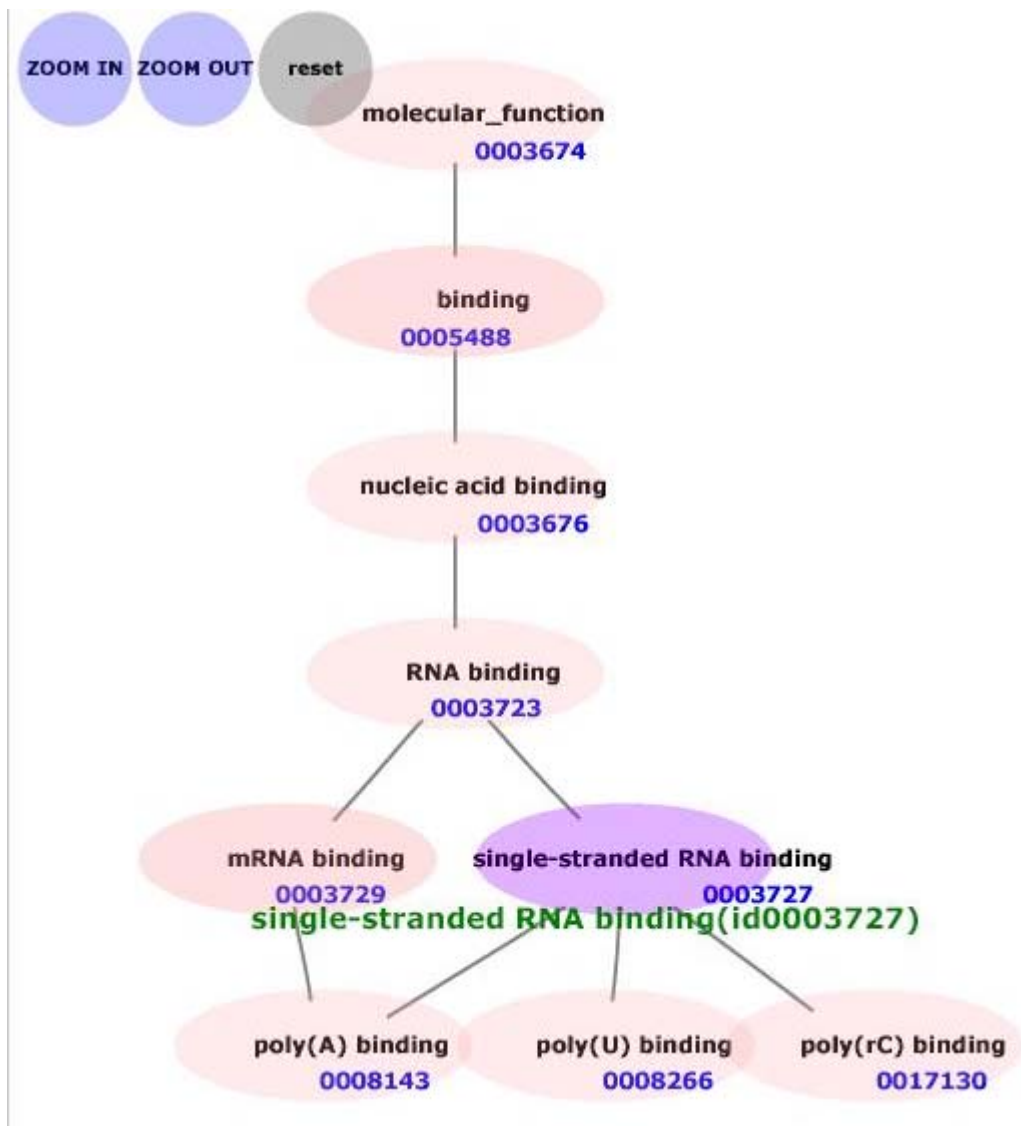 ZOOM IN
ZOOM OUT
reset
molecular_function
0003674
binding
0005488
nucleic acid binding
0003676
RNA binding
0003723
mRNA binding
0003729
single-stranded RNA binding
0003727
single-stranded RNA binding(id0003727)
poly(A) binding
0008143
poly(U) binding
0008266
poly(rC) binding
0017130